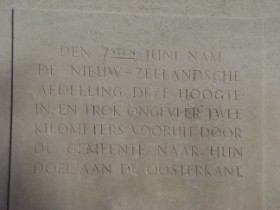 DEN 7DEN JUNI NAM
DE NIEUW-ZEELANDSCHE
AFDEELING DEZE HOOGTE
IN, EN TROK ONGEVEER TWEE
KILOMETERS VOORUIT DOOR
DE GEMEENTE NAAR HUN
DOEL AAN DE OOSTERKANT.